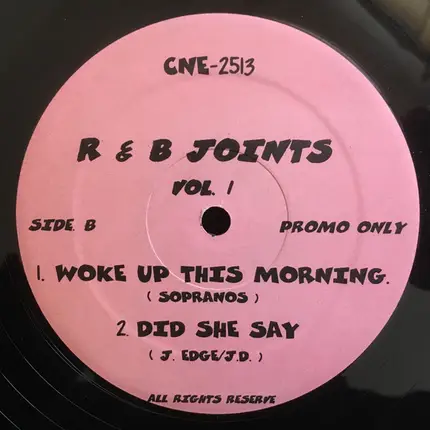 CNE-2513
R & B JOINTS
VOL. 1
SIDE. B PROMO ONLY
1. WOKE UP THIS MORNING.
( SOPRANOS )
2. DID SHE SAY
( J. EDGE/J.D. )
ALL RIGHTS RESERVE